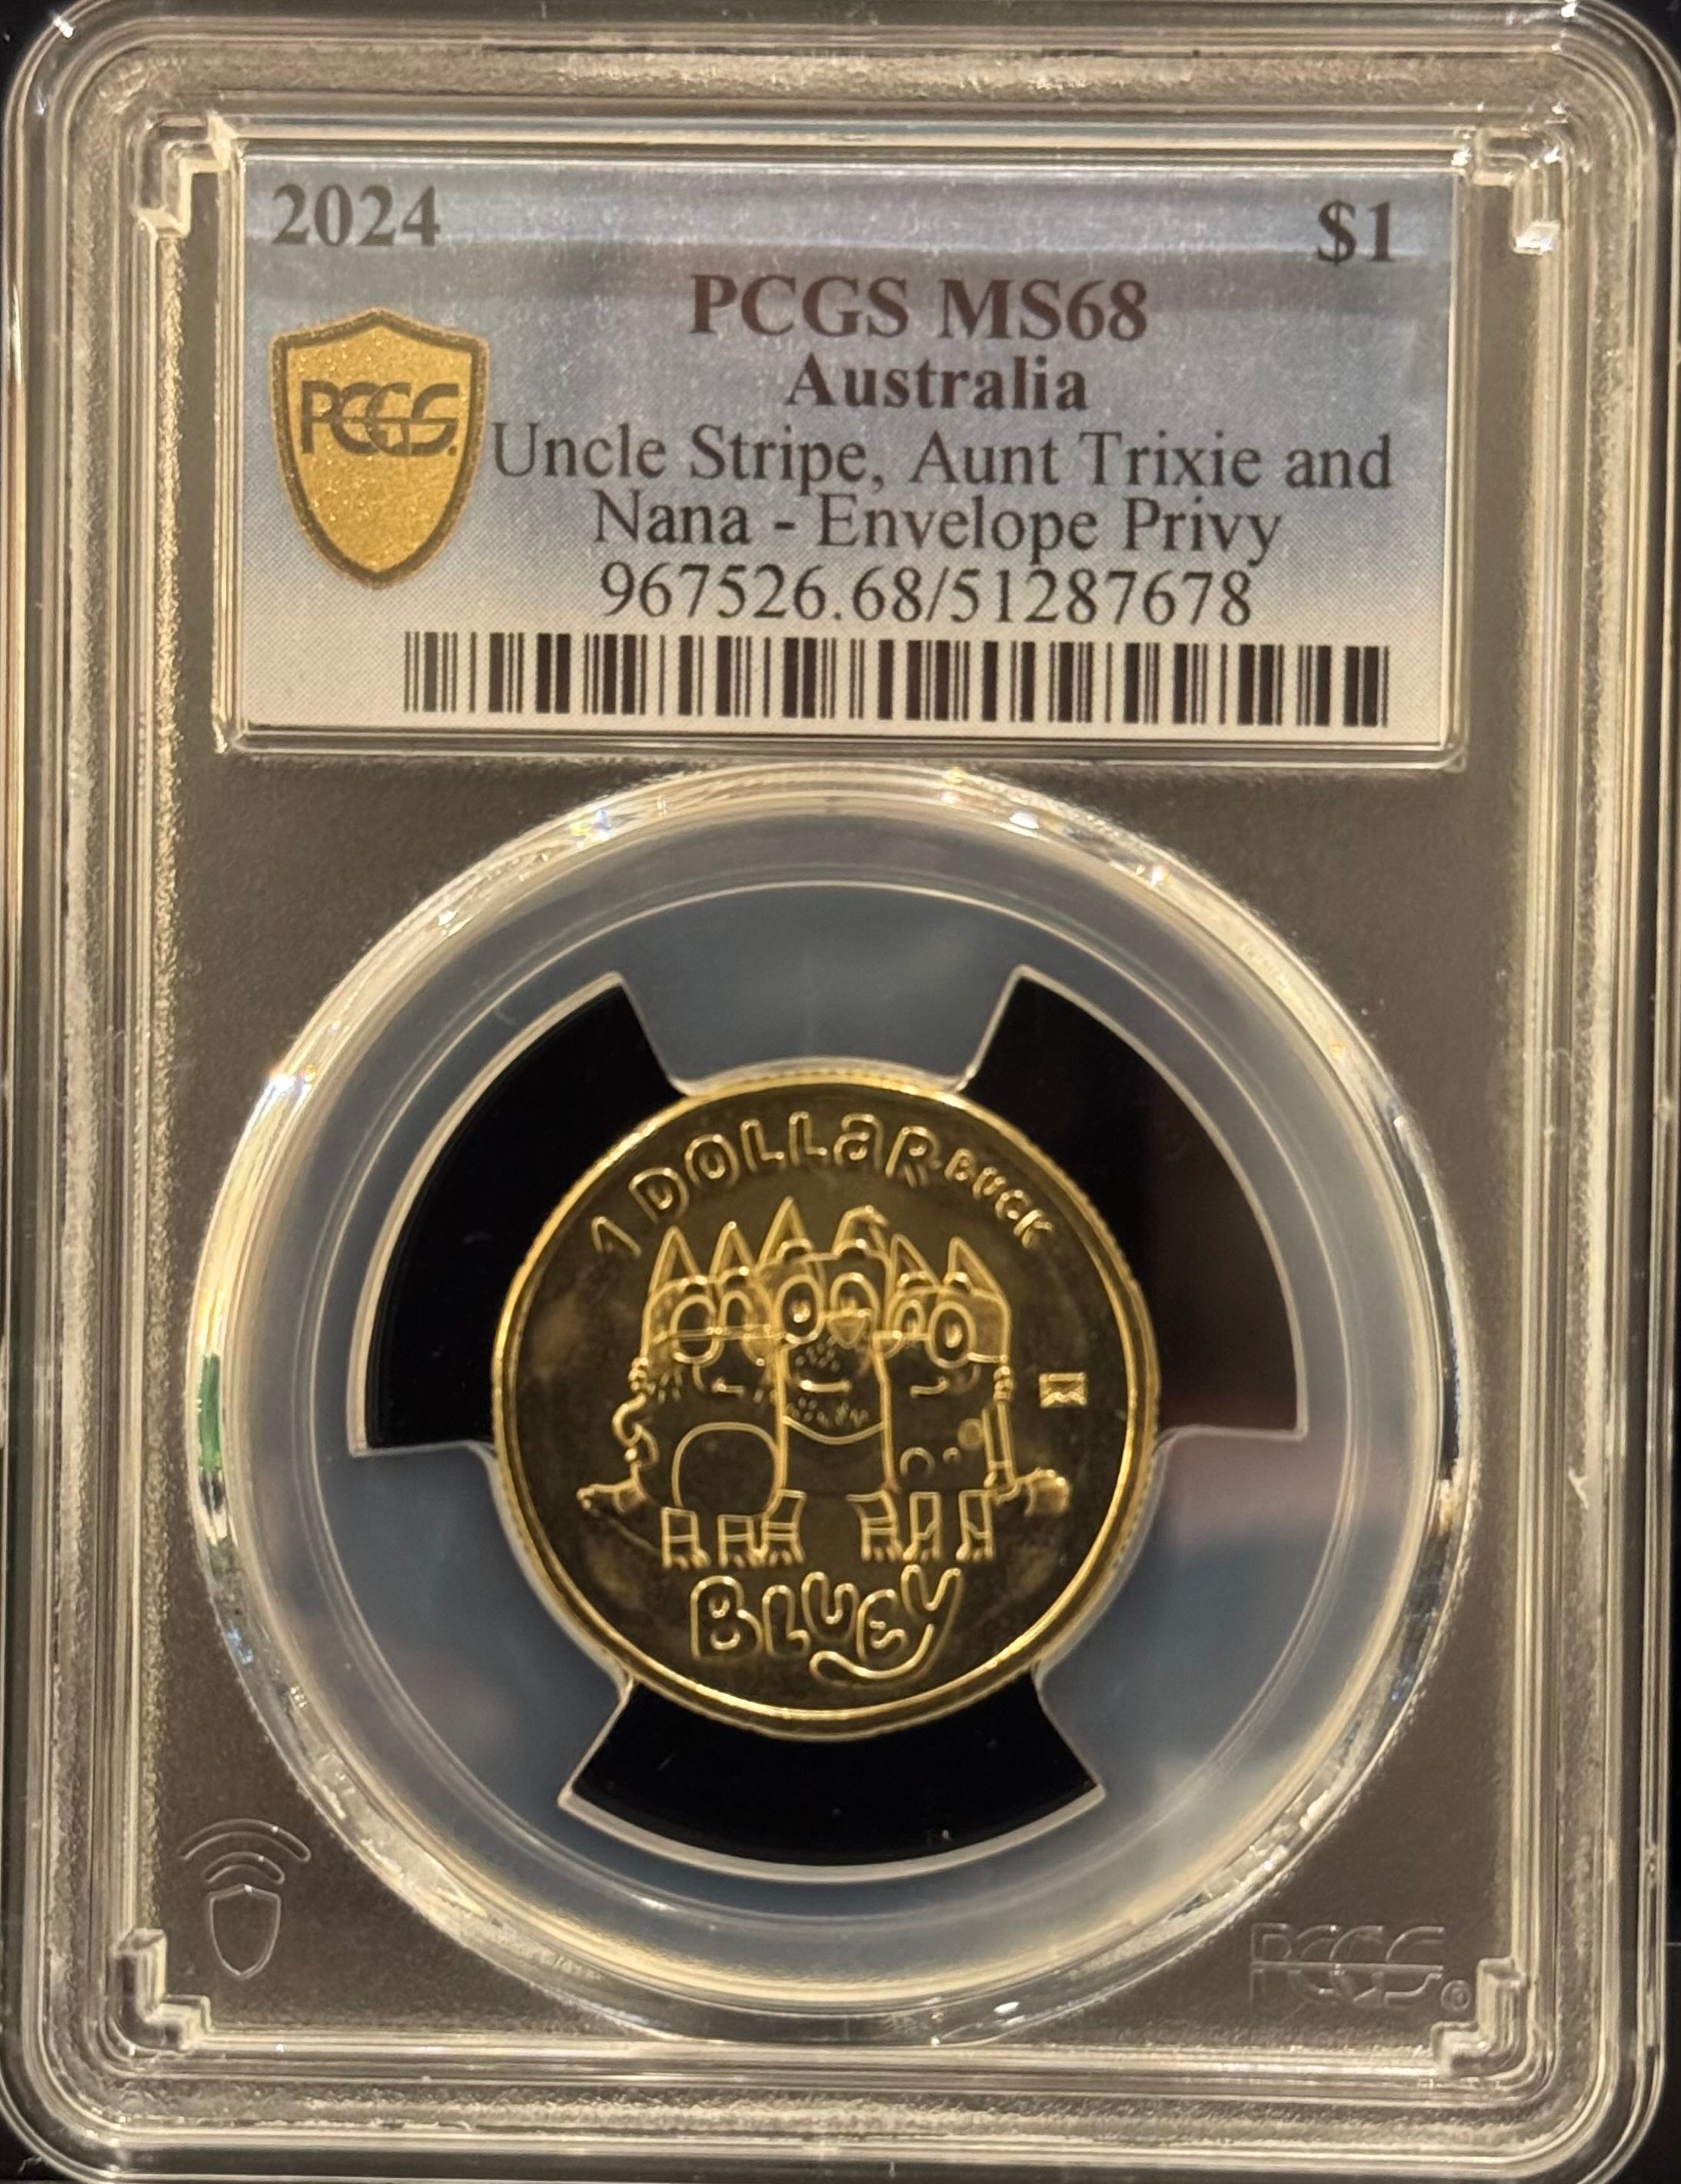 2024 $1
PCGS MS68
Australia
PCGS
Uncle Stripe, Aunt Trixie and
Nana - Envelope Privy
967526.68/51287678
1 DOLLaR BUCK
BLUEY
PCGS®